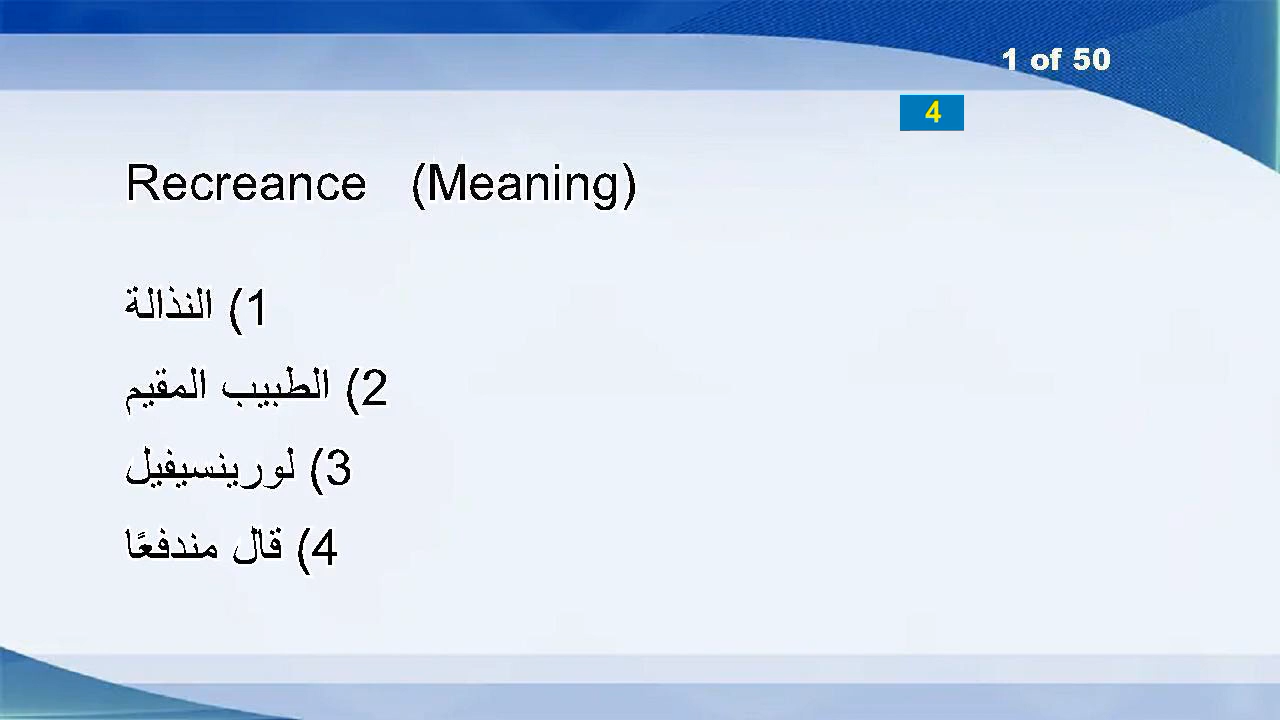 1 of 50
4
Recreance (Meaning)
1) النذالة
2) الطبيب المقيم
3) لورينسيفيل
4) قال مندفعًا